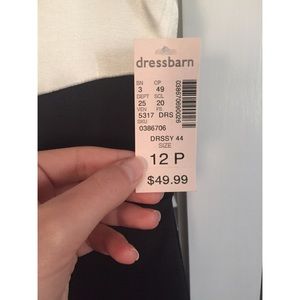 dressbarn
SN CP
3 49
DEPT SCL
25 20
VEN FS
5317 DRS
SKU
0386706
038670690026
DRSSY 44
SIZE
12 P
$49.99